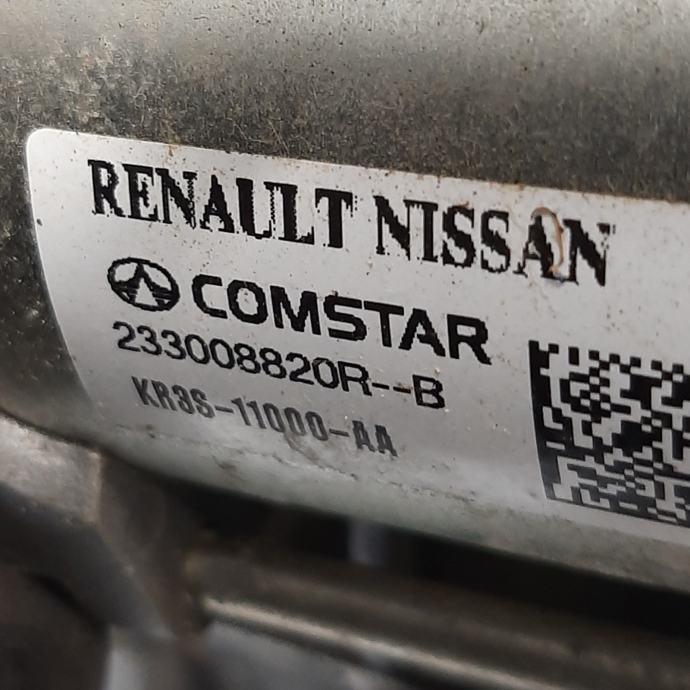 RENAULT NISSAN
COMSTAR
233008820R--B
KR3S-11000-AA